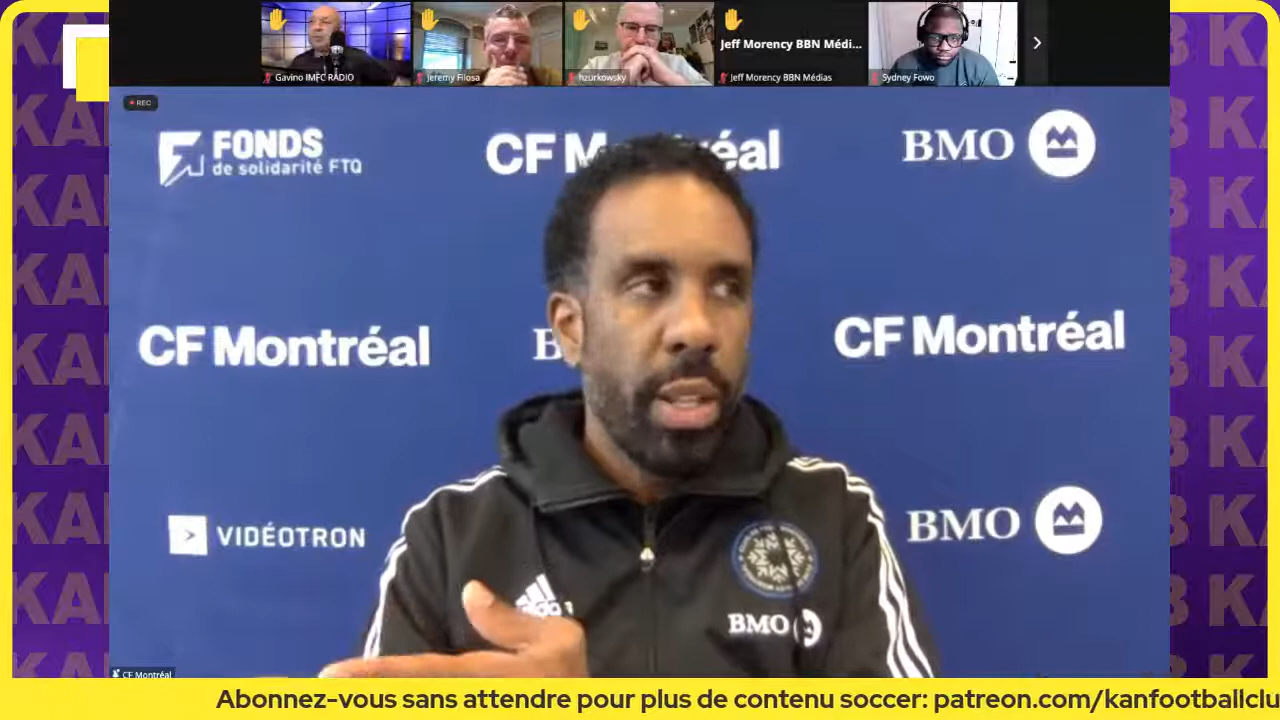 Jeff Morency BBN Médi...
Gavino IMFC RADIO
Jeremy Filosa
hzurkowsky
Jeff Morency BBN Médias
Sydney Fowo
REC
FONDS
de solidarité FTQ
CF Montréal
BMO
CF Montréal
B
CF Montréal
VIDÉOTRON
adidas
BMO
BMO
CF Montréal
Abonnez-vous sans attendre pour plus de contenu soccer: patreon.com/kanfootballclu